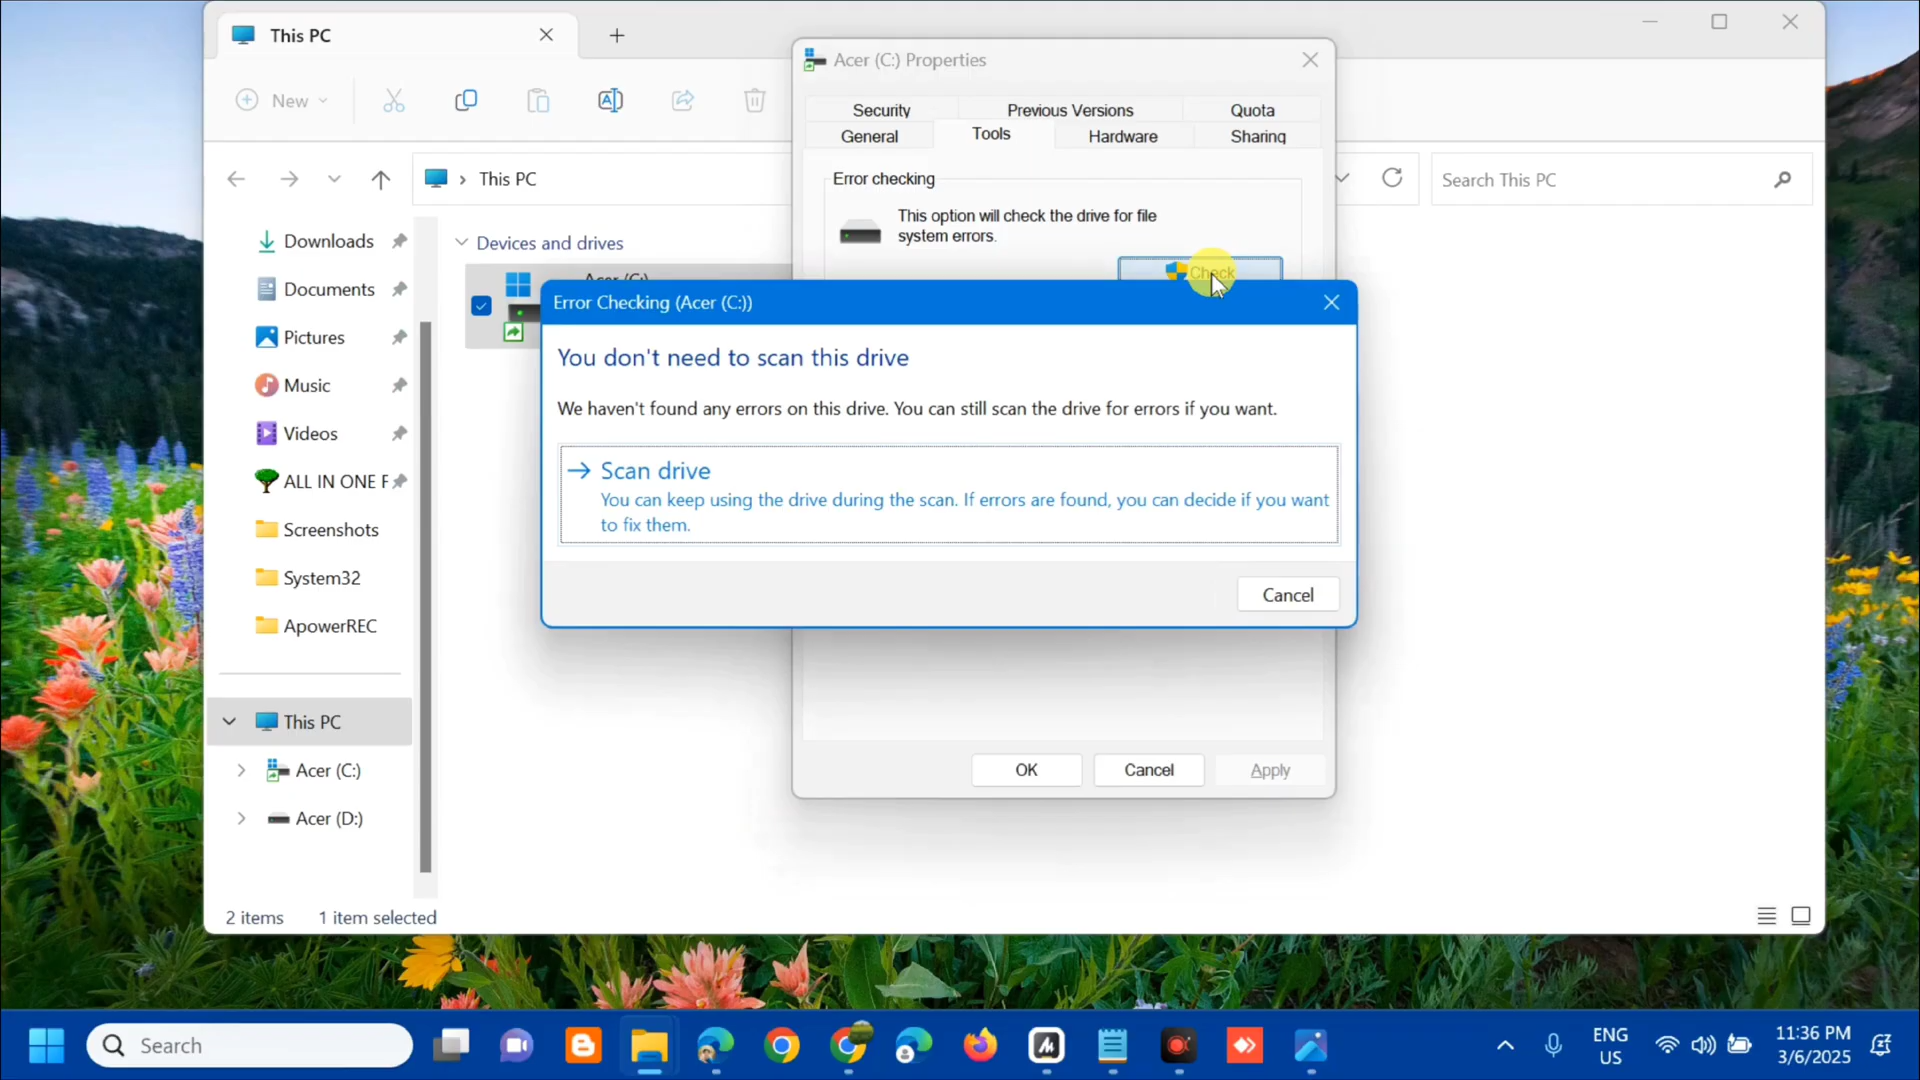 This PC
Acer (C:) Properties
New
Security
Previous Versions
Quota
General
Tools
Hardware
Sharing
This PC
Search This PC
Error checking
This option will check the drive for file
system errors.
Check
Downloads
Documents
Pictures
Music
Videos
ALL IN ONE F
Screenshots
System32
ApowerREC
This PC
Acer (C:)
Acer (D:)
Devices and drives
Acer (C:)
Error Checking (Acer (C:))
You don't need to scan this drive
We haven't found any errors on this drive. You can still scan the drive for errors if you want.
Scan drive
You can keep using the drive during the scan. If errors are found, you can decide if you want
to fix them.
Cancel
OK
Cancel
Apply
2 items
1 item selected
Search
ENG
US
11:36 PM
3/6/2025